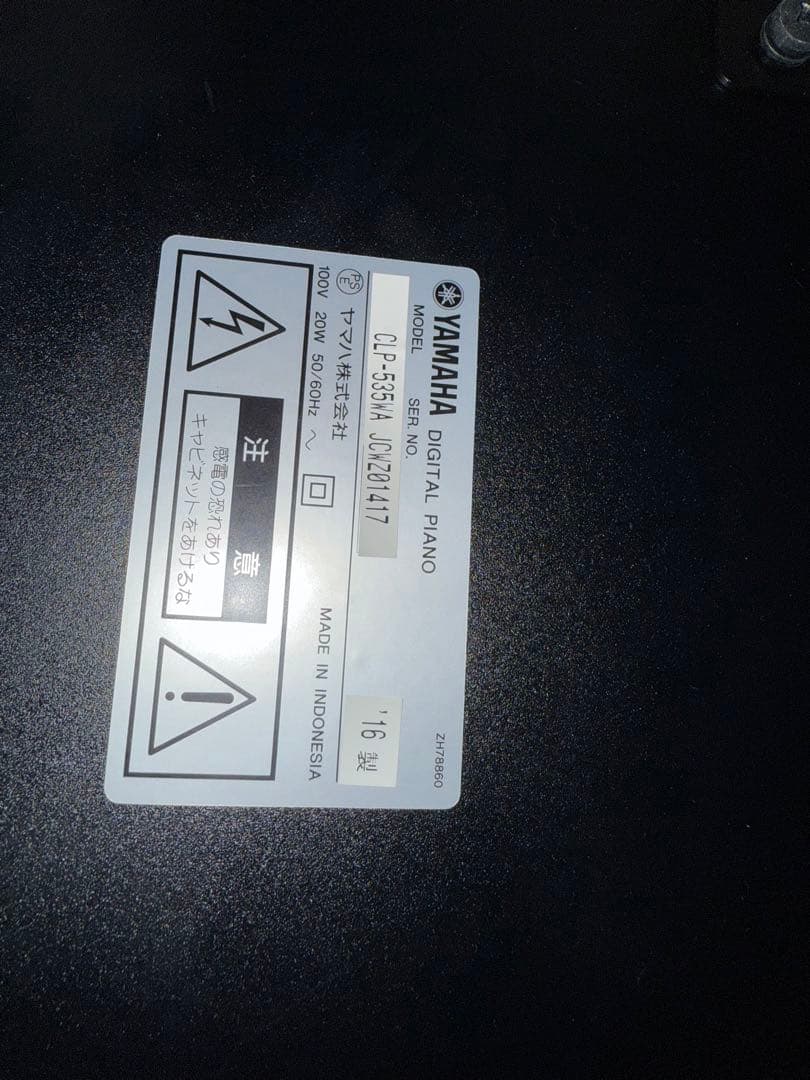 YAMAHA DIGITAL PIANO
ZH78860
MODEL SER. NO.
CLP-535WA JCWZ01417
'16 製
PSE ヤマハ株式会社
100V 20W 50/60Hz ～
MADE IN INDONESIA
注意
感電の恐れあり
キャビネットをあけるな